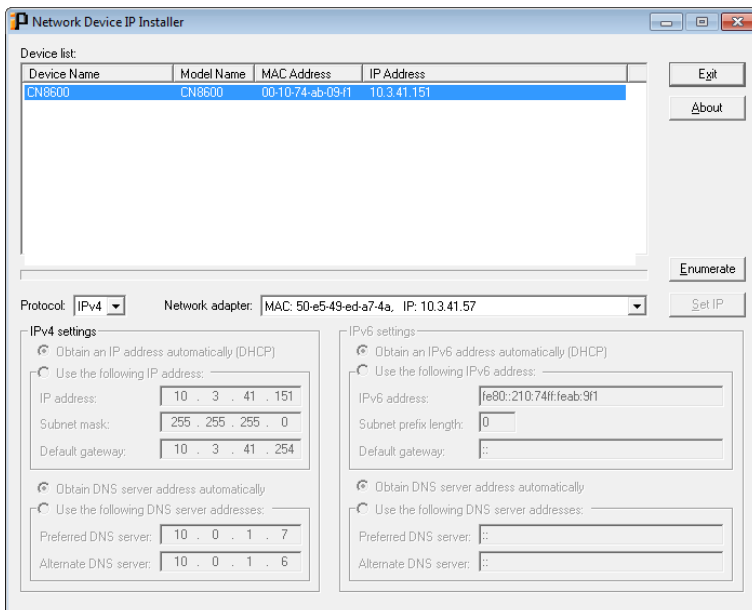 Network Device IP Installer
Device list:
Device Name Model Name MAC Address IP Address
CN8600 CN8600 00-10-74-ab-09-f1 10.3.41.151
Exit
About
Enumerate
Protocol: IPv4 Network adapter: MAC: 50-e5-49-ed-a7-4a, IP: 10.3.41.57
Set IP
IPv4 settings
Obtain an IP address automatically (DHCP)
Use the following IP address:
IP address: 10 . 3 . 41 . 151
Subnet mask: 255 . 255 . 255 . 0
Default gateway: 10 . 3 . 41 . 254
Obtain DNS server address automatically
Use the following DNS server addresses:
Preferred DNS server: 10 . 0 . 1 . 7
Alternate DNS server: 10 . 0 . 1 . 6
IPv6 settings
Obtain an IPv6 address automatically (DHCP)
Use the following IPv6 address:
IPv6 address: fe80::210:74ff:feab:9f1
Subnet prefix length: 0
Default gateway: ::
Obtain DNS server address automatically
Use the following DNS server addresses:
Preferred DNS server: ::
Alternate DNS server: ::